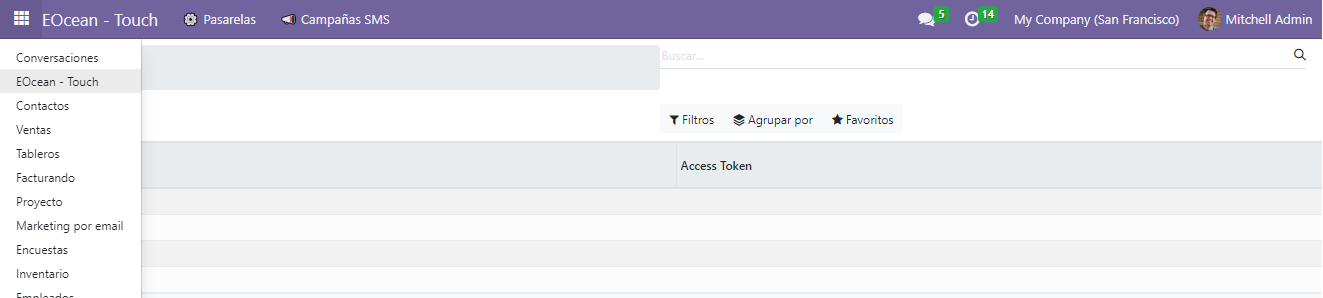 EOcean - Touch Pasarelas Campañas SMS 5 14 My Company (San Francisco) Mitchell Admin
Conversaciones
EOcean - Touch
Contactos
Ventas
Tableros
Facturando
Proyecto
Marketing por email
Encuestas
Inventario
Empleados
Buscar...
Filtros Agrupar por Favoritos
Access Token